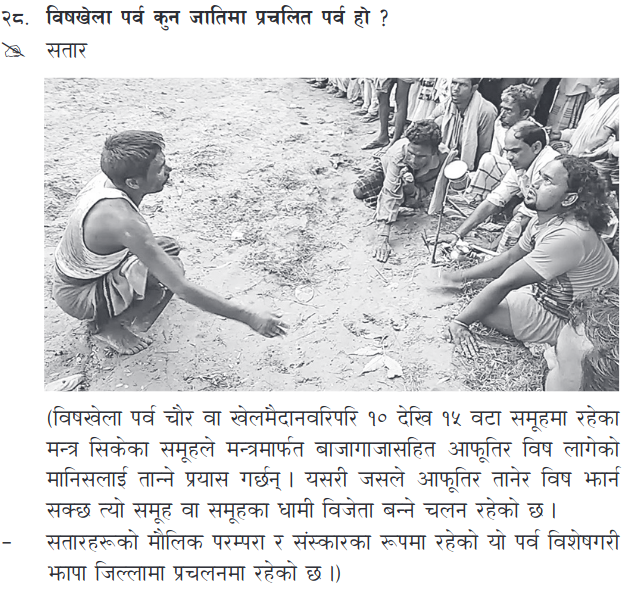 २८. विषखेला पर्व कुन जातिमा प्रचलित पर्व हो ?
सतार
(विषखेला पर्व चौर वा खेलमैदानवरिपरि १० देखि १५ वटा समूहमा रहेका
मन्त्र सिकेका समूहले मन्त्रमार्फत बाजागाजासहित आफूतिर विष लागेको
मानिसलाई तान्ने प्रयास गर्छन् । यसरी जसले आफूतिर तानेर विष झार्न
सक्छ त्यो समूह वा समूहका धामी विजेता बन्ने चलन रहेको छ ।
– सतारहरूको मौलिक परम्परा र संस्कारका रूपमा रहेको यो पर्व विशेषगरी
झापा जिल्लामा प्रचलनमा रहेको छ ।)